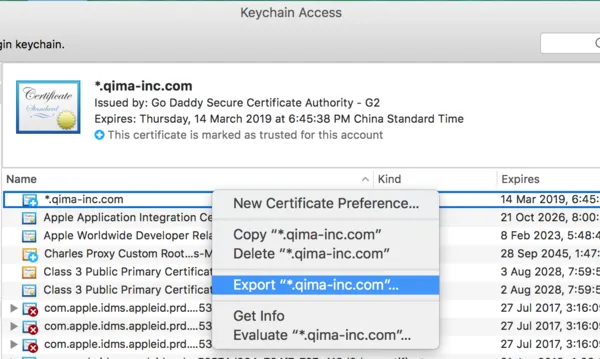 Keychain Access
gin keychain.
Certificate
Standard
*.qima-inc.com
Issued by: Go Daddy Secure Certificate Authority - G2
Expires: Thursday, 14 March 2019 at 6:45:38 PM China Standard Time
This certificate is marked as trusted for this account
Name Kind Expires
*.qima-inc.com 14 Mar 2019, 6:45:
Apple Application Integration Ce 21 Oct 2026, 8:00:
Apple Worldwide Developer Rela 8 Feb 2023, 5:48:
Charles Proxy Custom Root...s-M 28 Sep 2045, 1:47:
Class 3 Public Primary Certificat 3 Aug 2028, 7:59:5
Class 3 Public Primary Certificat 2 Aug 2028, 7:59:5
com.apple.idms.appleid.prd....53 27 Jul 2017, 3:16:09
com.apple.idms.appleid.prd....53 27 Jul 2017, 3:16:09
com.apple.idms.appleid.prd....53 27 Jul 2017, 3:16:09
New Certificate Preference...
Copy “*.qima-inc.com”
Delete “*.qima-inc.com”
Export “*.qima-inc.com”...
Get Info
Evaluate “*.qima-inc.com”...